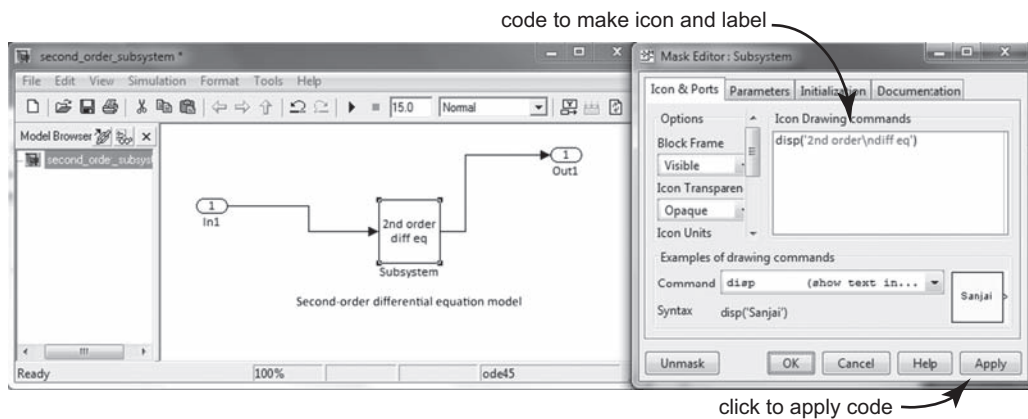 code to make icon and label
second_order_subsystem *
File Edit View Simulation Format Tools Help
15.0 Normal
Model Browser
second_order_subsyst
1
In1
2nd order
diff eq
Subsystem
1
Out1
Second-order differential equation model
Ready 100% ode45
Mask Editor: Subsystem
Icon & Ports Parameters Initialization Documentation
Options
Block Frame
Visible
Icon Transparen
Opaque
Icon Units
Icon Drawing commands
disp('2nd order\ndiff eq')
Examples of drawing commands
Command disp (show text in...
Syntax disp('Sanjai')
Sanjai
Unmask OK Cancel Help Apply
click to apply code